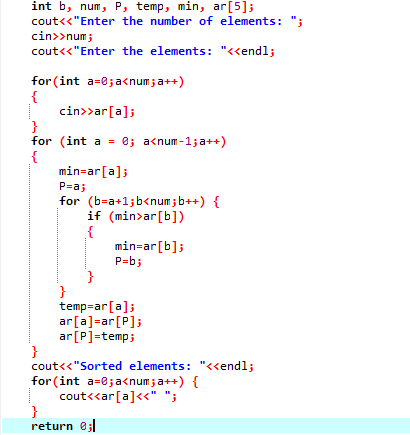 int b, num, P, temp, min, ar[5];
cout<<"Enter the number of elements: ";
cin>>num;
cout<<"Enter the elements: "<<endl;
for(int a=0;a<num;a++)
{
cin>>ar[a];
}
for (int a = 0; a<num-1;a++)
{
min=ar[a];
P=a;
for (b=a+1;b<num;b++) {
if (min>ar[b])
{
min=ar[b];
P=b;
}
}
temp=ar[a];
ar[a]=ar[P];
ar[P]=temp;
}
cout<<"Sorted elements: "<<endl;
for(int a=0;a<num;a++) {
cout<<ar[a]<<" ";
}
return 0;